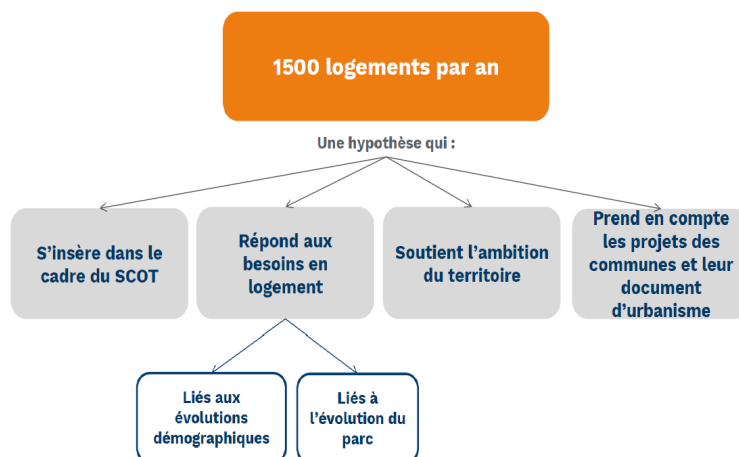 1500 logements par an
Une hypothèse qui :
S'insère dans le
cadre du SCOT
Répond aux
besoins en
logement
Soutient l'ambition
du territoire
Prend en compte
les projets des
communes et leur
document
d'urbanisme
Liés aux
évolutions
démographiques
Liés à
l'évolution du
parc